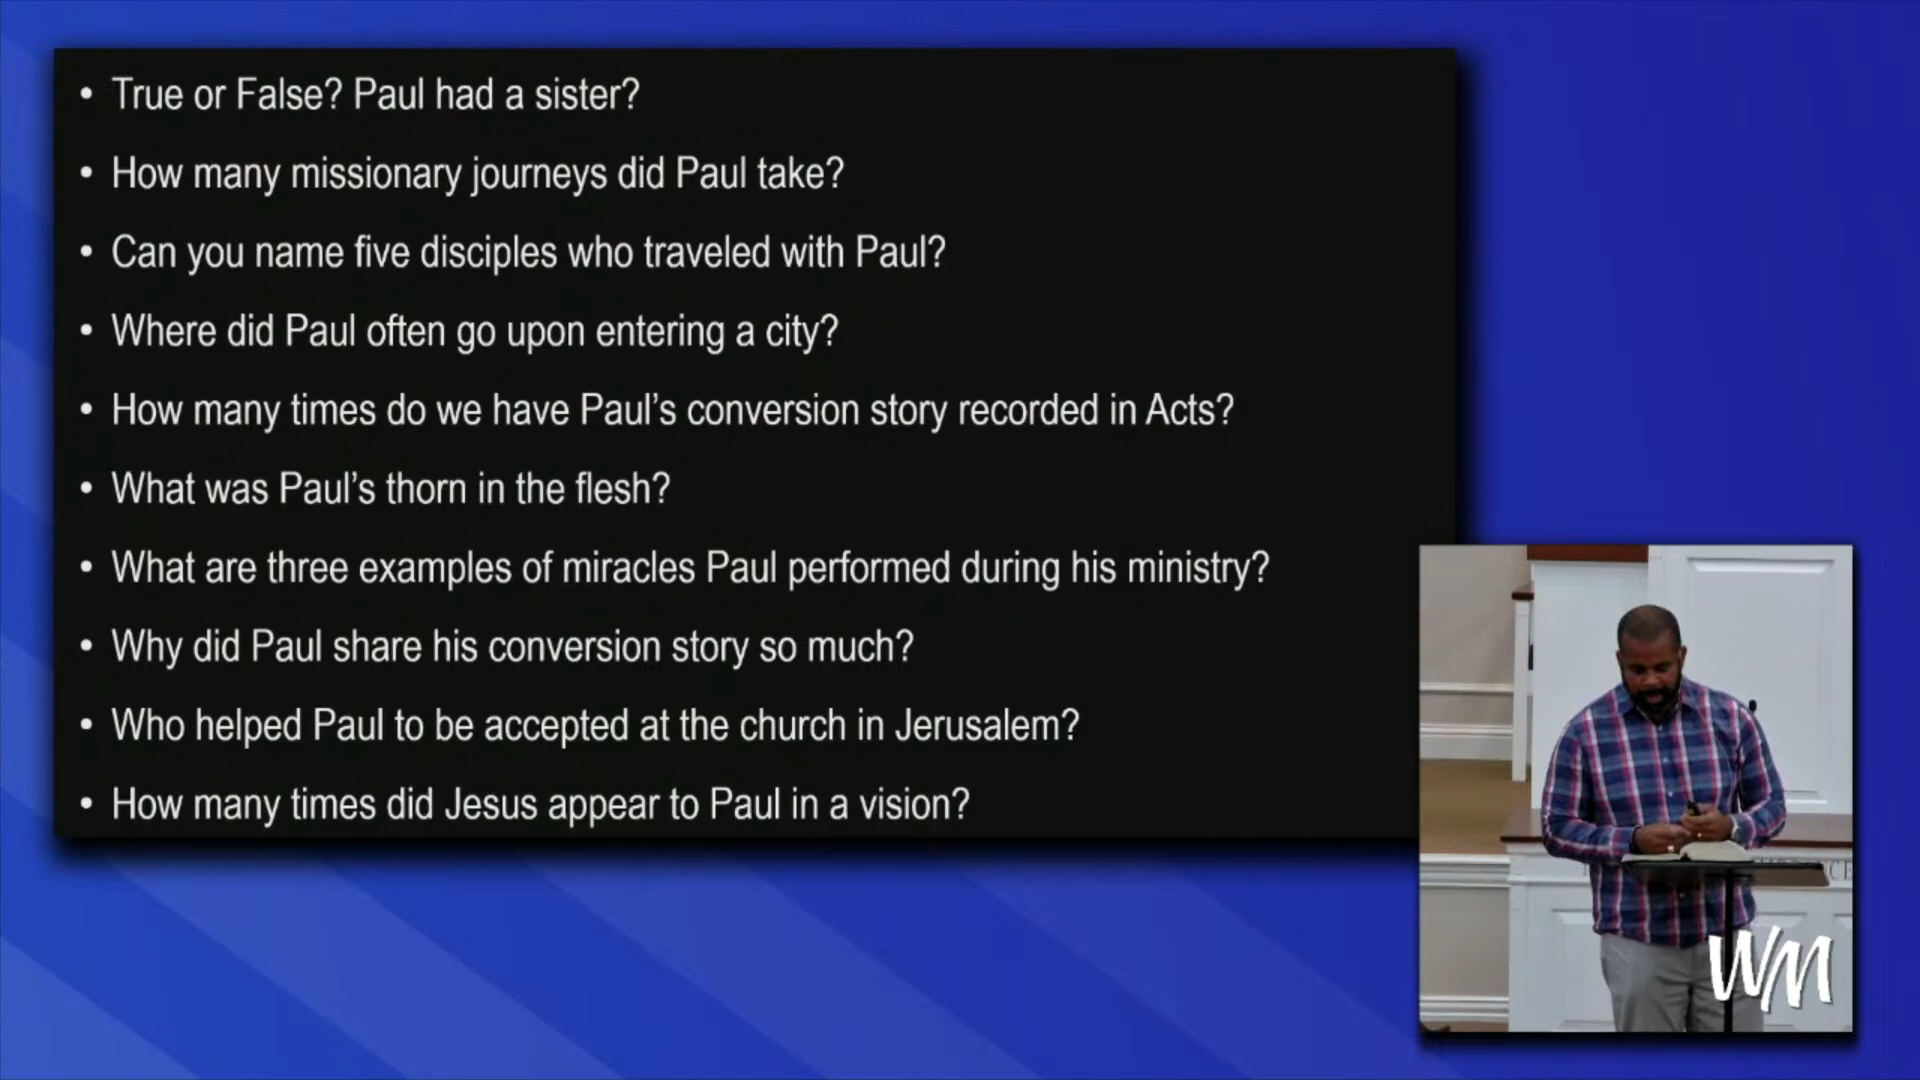 • True or False? Paul had a sister?
• How many missionary journeys did Paul take?
• Can you name five disciples who traveled with Paul?
• Where did Paul often go upon entering a city?
• How many times do we have Paul’s conversion story recorded in Acts?
• What was Paul’s thorn in the flesh?
• What are three examples of miracles Paul performed during his ministry?
• Why did Paul share his conversion story so much?
• Who helped Paul to be accepted at the church in Jerusalem?
• How many times did Jesus appear to Paul in a vision?
WM